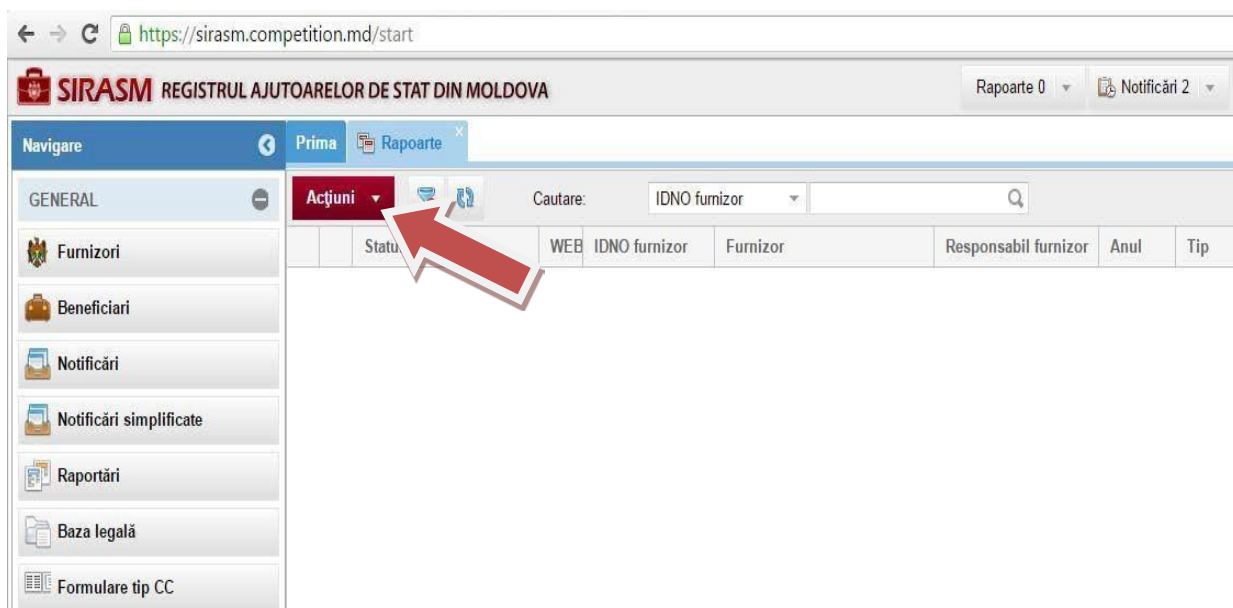 https://sirasm.competition.md/start
SIRASM REGISTRUL AJUTOARELOR DE STAT DIN MOLDOVA
Rapoarte 0
Notificări 2
Navigare
Prima
Rapoarte
GENERAL
Acţiuni
Cautare:
IDNO furnizor
WEB
IDNO furnizor
Furnizor
Responsabil furnizor
Anul
Tip
Furnizori
Beneficiari
Notificări
Notificări simplificate
Raportări
Baza legală
Formulare tip CC